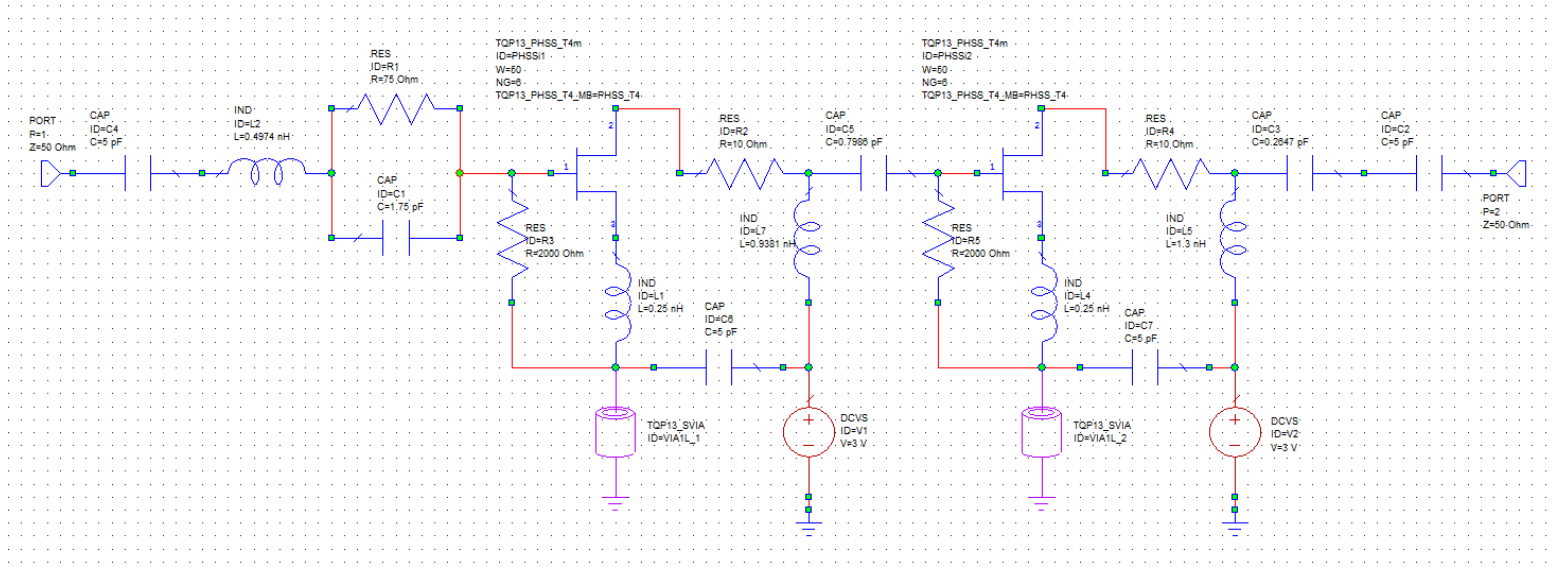 PORT
P=1
Z=50 Ohm
CAP
ID=C4
C=5 pF
IND
ID=L2
L=0.4974 nH
RES
ID=R1
R=75 Ohm
CAP
ID=C1
C=1.75 pF
TQP13_PHSS_T4m
ID=PHSSi1
W=50
NG=6
TQP13_PHSS_T4_MB=PHSS_T4
1
2
3
RES
ID=R3
R=2000 Ohm
IND
ID=L1
L=0.25 nH
TQP13_SVIA
ID=VIA1L_1
RES
ID=R2
R=10 Ohm
IND
ID=L7
L=0.9381 nH
CAP
ID=C6
C=5 pF
DCVS
ID=V1
V=3 V
CAP
ID=C5
C=0.7986 pF
TQP13_PHSS_T4m
ID=PHSSi2
W=50
NG=6
TQP13_PHSS_T4_MB=PHSS_T4
1
2
3
RES
ID=R5
R=2000 Ohm
IND
ID=L4
L=0.25 nH
TQP13_SVIA
ID=VIA1L_2
RES
ID=R4
R=10 Ohm
IND
ID=L5
L=1.3 nH
CAP
ID=C7
C=5 pF
DCVS
ID=V2
V=3 V
CAP
ID=C3
C=0.2647 pF
CAP
ID=C2
C=5 pF
PORT
P=2
Z=50 Ohm